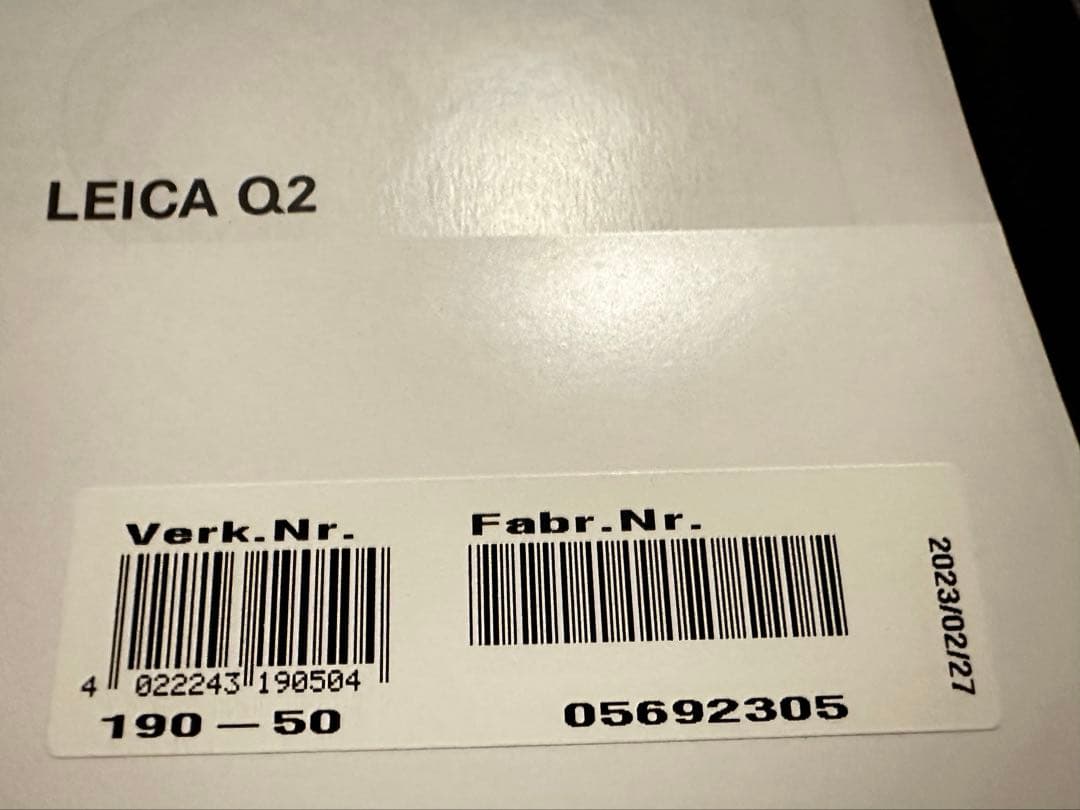 LEICA Q2
Verk.Nr.
Fabr.Nr.
4 022243 190504
190 — 50
05692305
2023/02/27